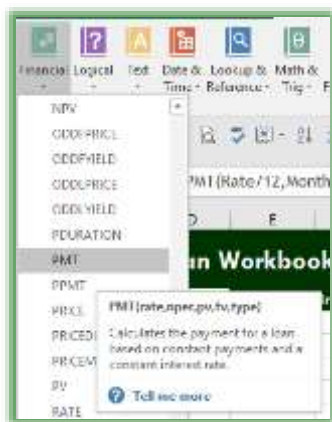 Financial Logical Text Date & Lookup & Math &
Time Reference Trig
NPV
ODDFPRICE
ODDFYIELD
ODDLPRICE
ODDLYIELD
PDURATION
PMT
PPMT
PRICE
PRICEDI
PRICEM
PV
RATE
PMT(Rate/12,Month
D E
an Workbook
PMT(rate,nper,pv,fv,type)
Calculates the payment for a loan
based on constant payments and a
constant interest rate.
Tell me more